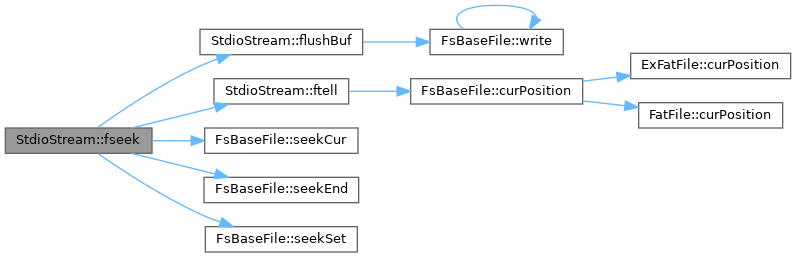 StdioStream::fseek
StdioStream::flushBuf
FsBaseFile::write
StdioStream::ftell
FsBaseFile::curPosition
ExFatFile::curPosition
FatFile::curPosition
FsBaseFile::seekCur
FsBaseFile::seekEnd
FsBaseFile::seekSet